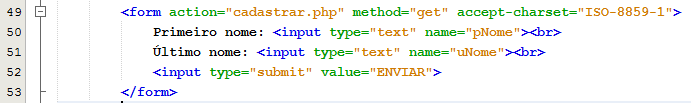 49 <form action="cadastrar.php" method="get" accept-charset="ISO-8859-1">
50 Primeiro nome: <input type="text" name="pNome"><br>
51 Último nome: <input type="text" name="uNome"><br>
52 <input type="submit" value="ENVIAR">
53 </form>